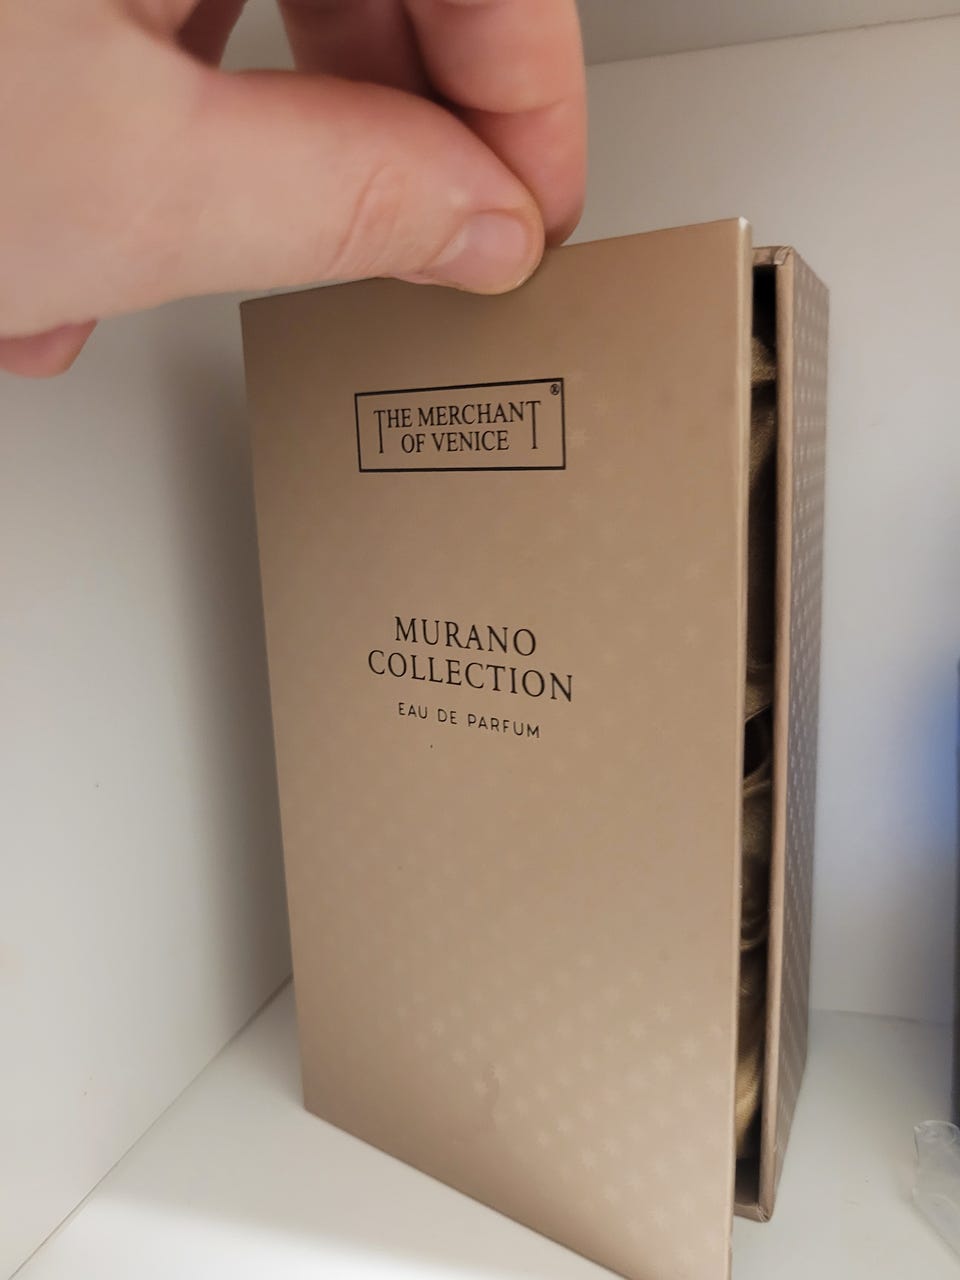 THE MERCHANT
OF VENICE
®
MURANO
COLLECTION
EAU DE PARFUM